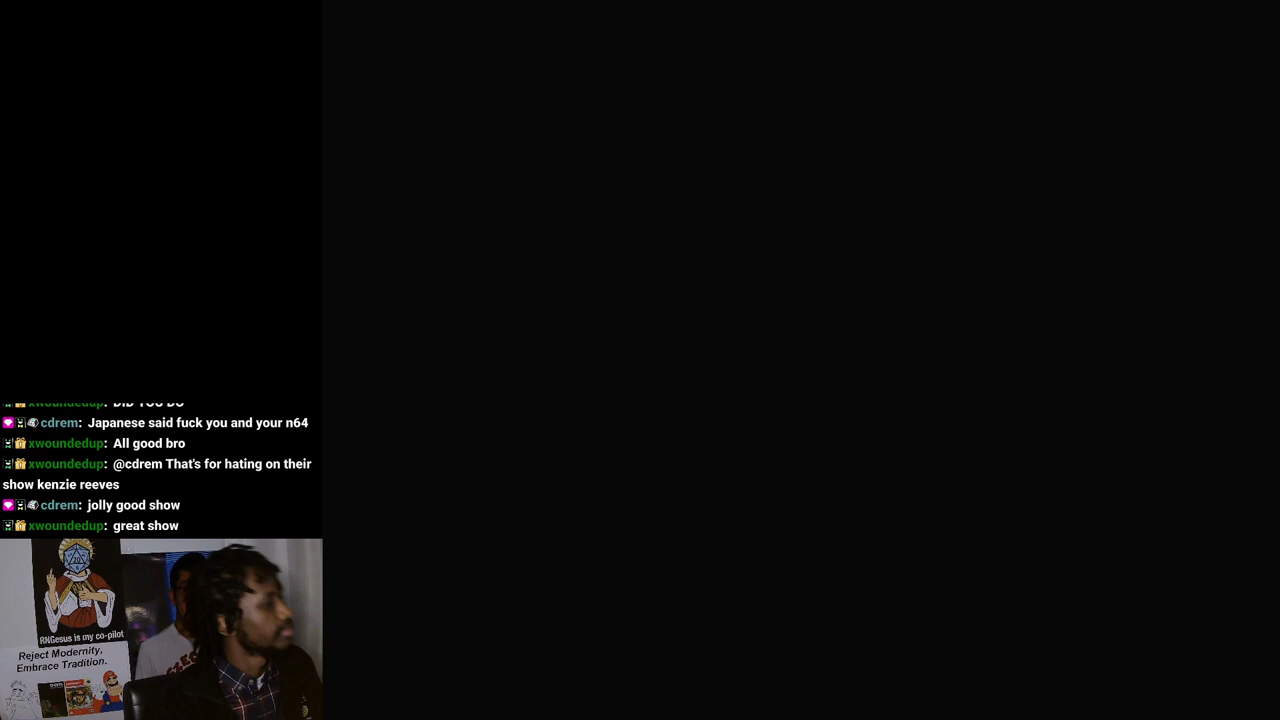 cdrem: Japanese said fuck you and your n64
xwoundedup: All good bro
xwoundedup: @cdrem That's for hating on their
show kenzie reeves
cdrem: jolly good show
xwoundedup: great show
RNGesus is my co-pilot
Reject Modernity,
Embrace Tradition.